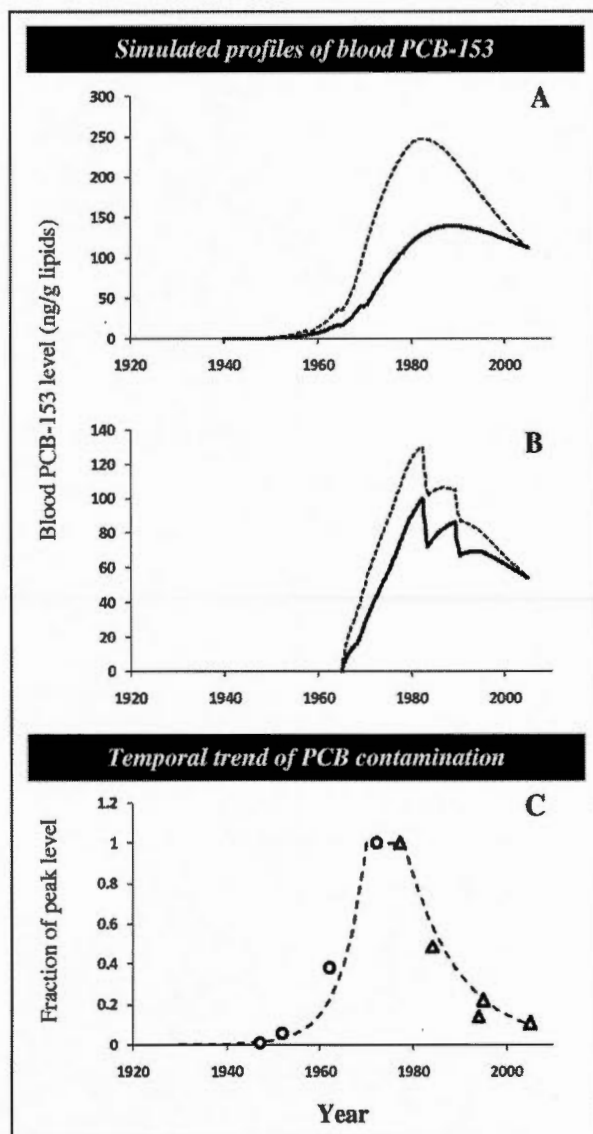 Simulated profiles of blood PCB-153
A
300
250
200
150
100
50
0
1920 1940 1960 1980 2000
Blood PCB-153 level (ng/g lipids)
B
140
120
100
80
60
40
20
0
1920 1940 1960 1980 2000
Temporal trend of PCB contamination
C
1.2
1
0.8
0.6
0.4
0.2
0
1920 1940 1960 1980 2000
Fraction of peak level
Year